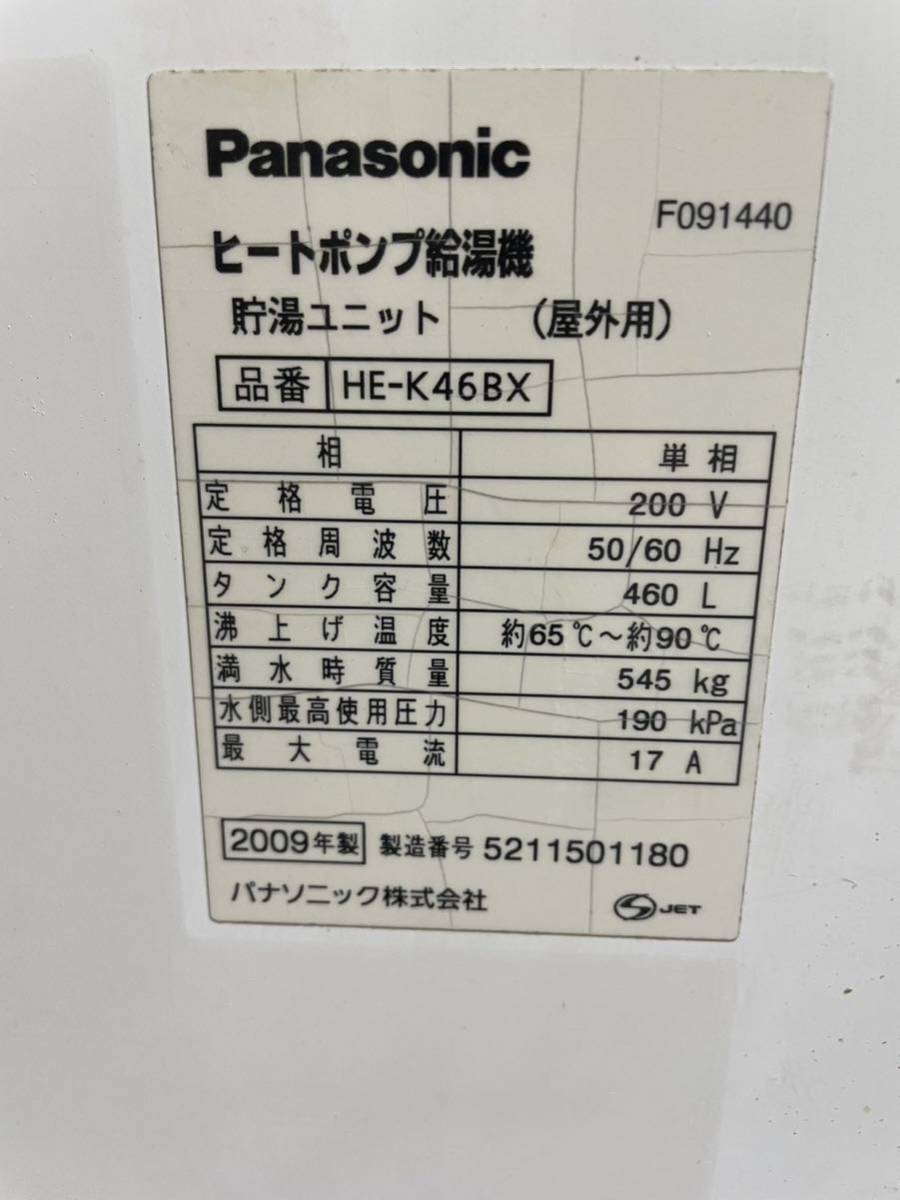 Panasonic
F091440
ヒートポンプ給湯機
貯湯ユニット (屋外用)
品番 HE-K46BX
相 単相
定格電圧 200 V
定格周波数 50/60 Hz
タンク容量 460 L
沸上げ温度 約65℃～約90℃
満水時質量 545 kg
水側最高使用圧力 190 kPa
最大電流 17 A
2009年製 製造番号 5211501180
パナソニック株式会社
S JET